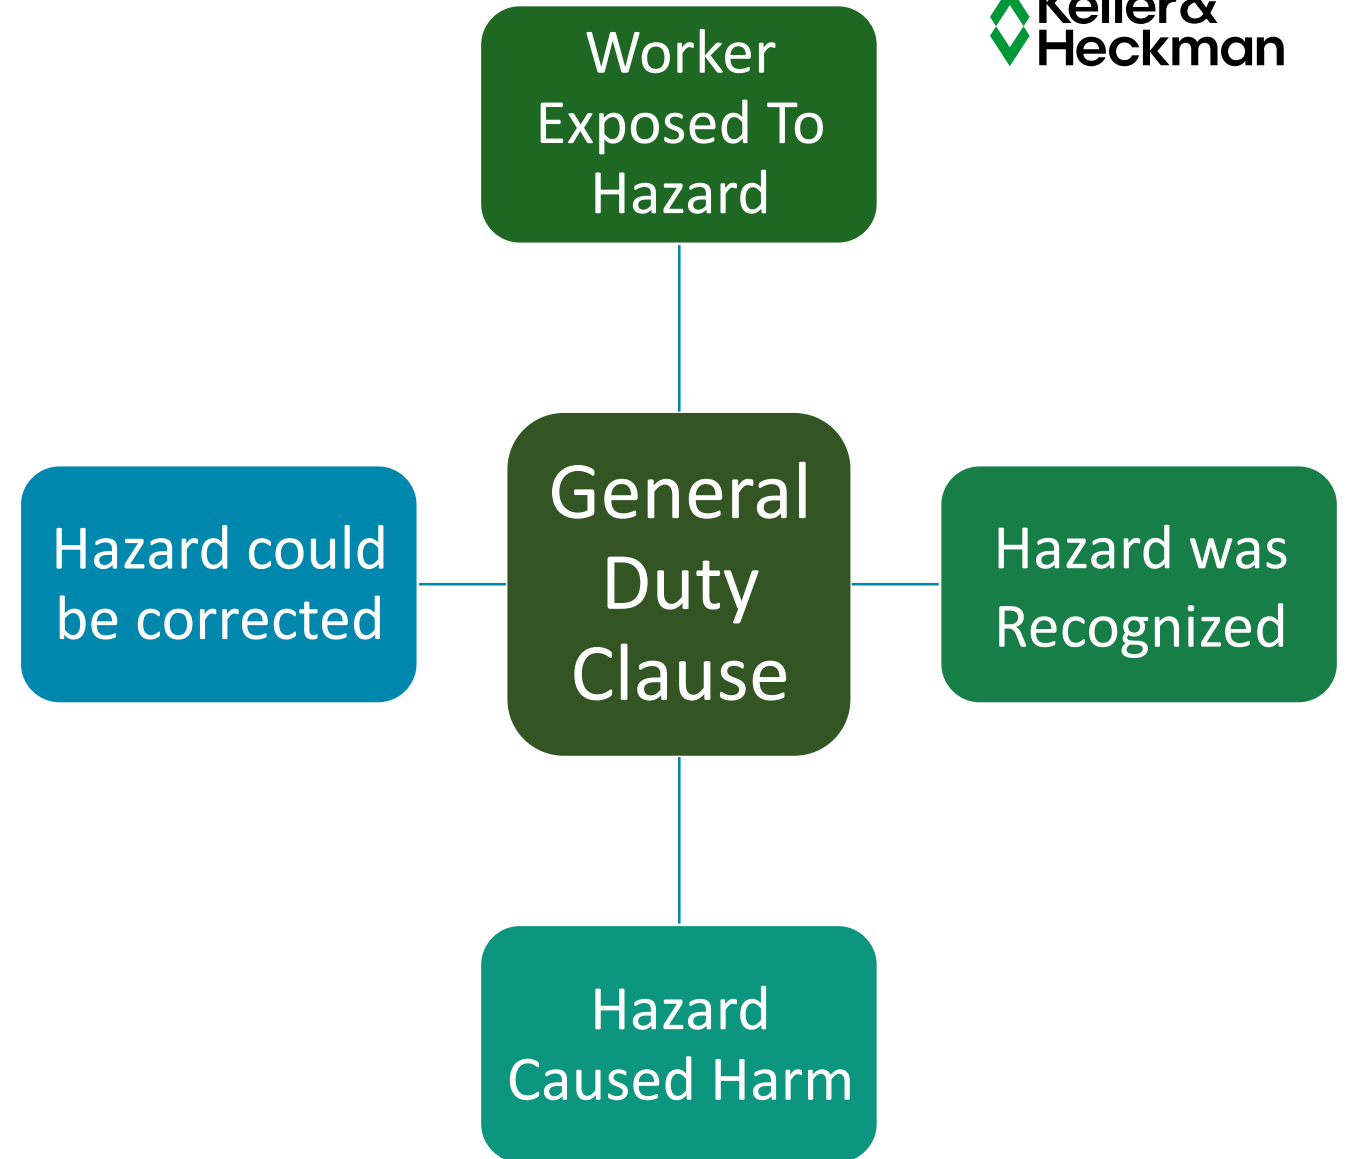 Keller&
Heckman
Worker
Exposed To
Hazard
General
Duty
Clause
Hazard could
be corrected
Hazard was
Recognized
Hazard
Caused Harm